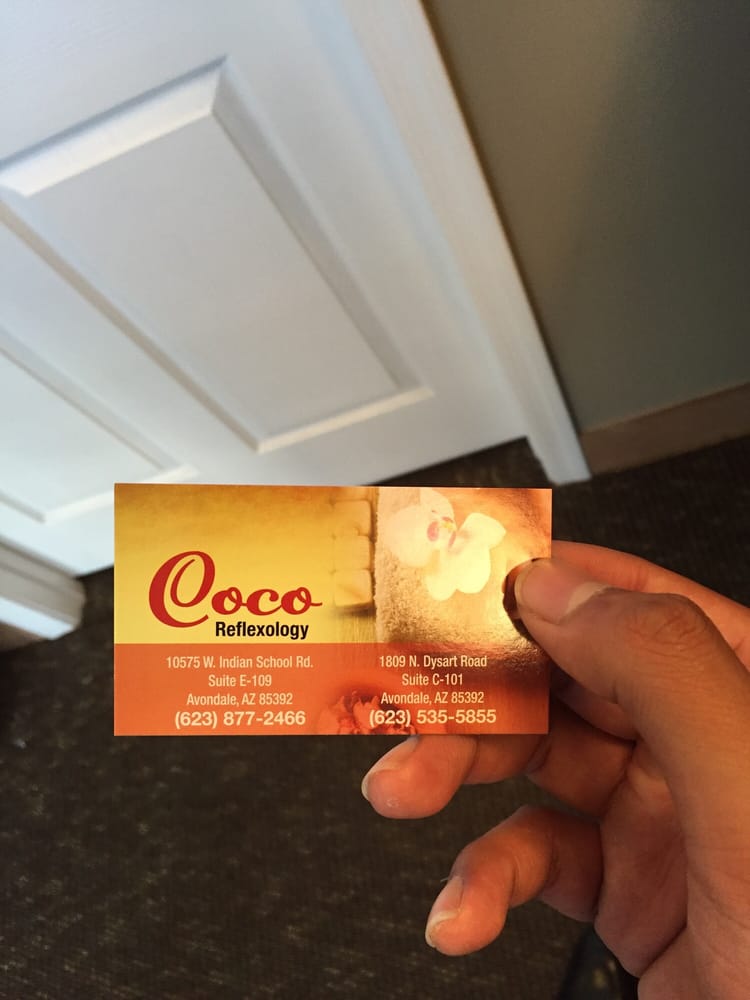 Coco
Reflexology
10575 W. Indian School Rd.
Suite E-109
Avondale, AZ 85392
(623) 877-2466
1809 N. Dysart Road
Suite C-101
Avondale, AZ 85392
(623) 535-5855